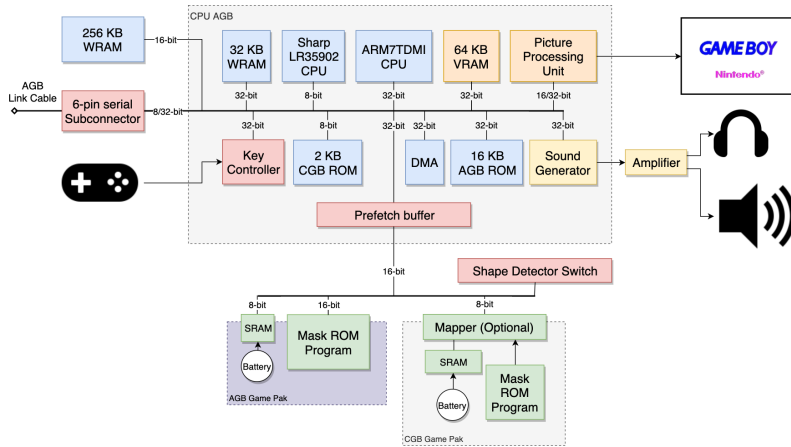 CPU AGB
256 KB
WRAM
16-bit
32 KB
WRAM
Sharp
LR35902
CPU
ARM7TDMI
CPU
64 KB
VRAM
Picture
Processing
Unit
GAME BOY
Nintendo®
32-bit
8-bit
32-bit
32-bit
16/32-bit
AGB
Link Cable
6-pin serial
Subconnector
8/32-bit
32-bit
8-bit
32-bit
32-bit
32-bit
32-bit
Key
Controller
2 KB
CGB ROM
DMA
16 KB
AGB ROM
Sound
Generator
Amplifier
Prefetch buffer
16-bit
Shape Detector Switch
8-bit
16-bit
8-bit
SRAM
Battery
Mask ROM
Program
AGB Game Pak
Mapper (Optional)
SRAM
Battery
Mask
ROM
Program
CGB Game Pak